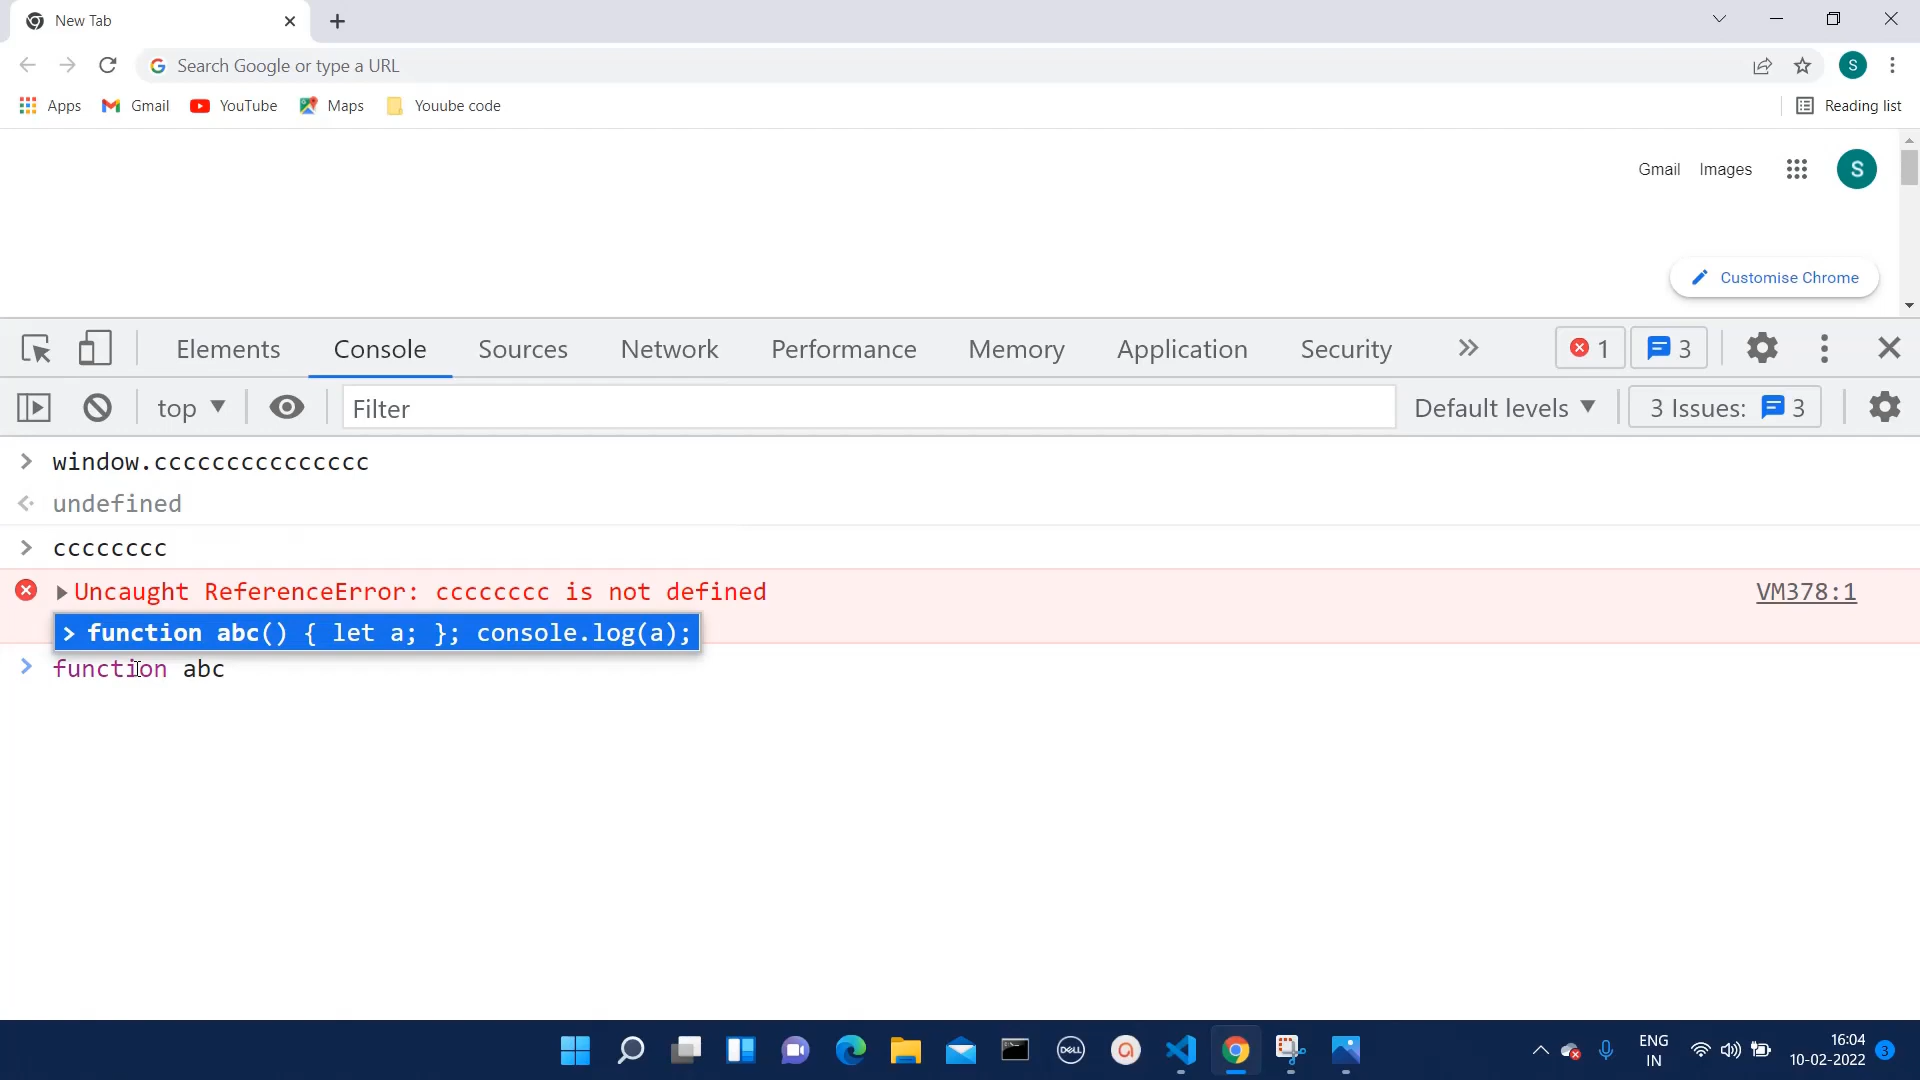 New Tab
Search Google or type a URL
S
Apps
Gmail
YouTube
Maps
Youube code
Reading list
Gmail
Images
S
Customise Chrome
Elements
Console
Sources
Network
Performance
Memory
Application
Security
1
3
top
Filter
Default levels
3 Issues:
3
window.ccccccccccccccc
undefined
cccccccc
Uncaught ReferenceError: cccccccc is not defined
VM378:1
> function abc() { let a; }; console.log(a);
function abc
DELL
ENG
IN
16:04
10-02-2022
3